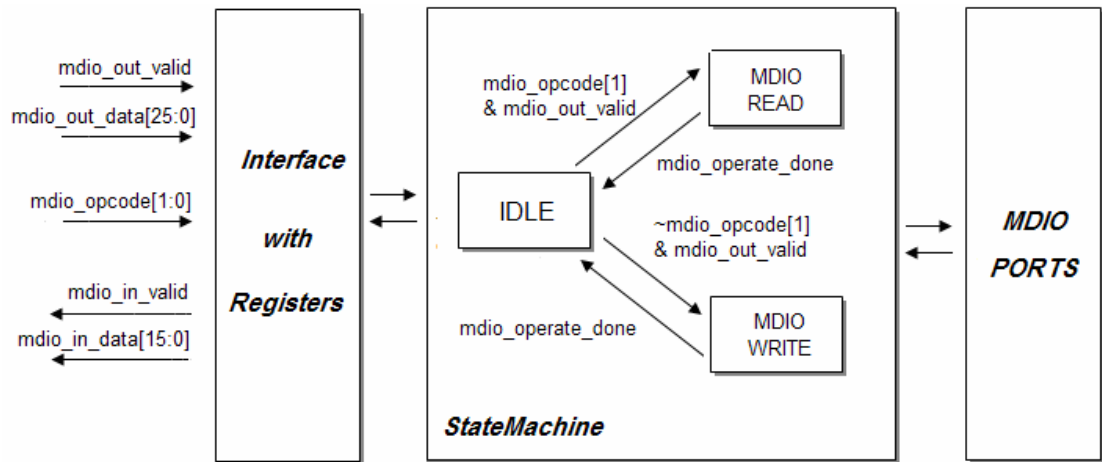 mdio_out_valid
mdio_out_data[25:0]
mdio_opcode[1:0]
mdio_in_valid
mdio_in_data[15:0]
Interface
with
Registers
mdio_opcode[1]
& mdio_out_valid
MDIO
READ
mdio_operate_done
IDLE
~mdio_opcode[1]
& mdio_out_valid
mdio_operate_done
MDIO
WRITE
StateMachine
MDIO
PORTS